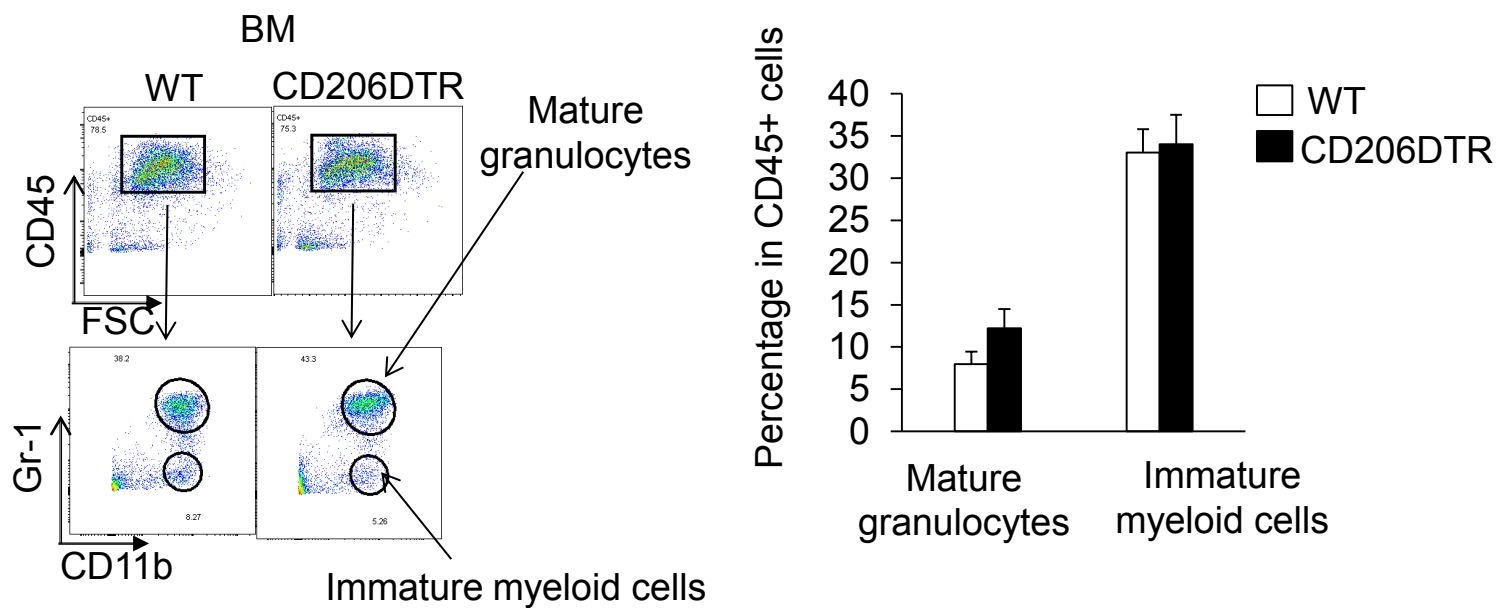 BM
WT
CD206DTR
CD45+
78.5
CD45+
75.3
CD45
FSC
Mature
granulocytes
38.2
43.3
Gr-1
8.27
5.26
CD11b
Immature myeloid cells
Percentage in CD45+ cells
40
35
30
25
20
15
10
5
0
WT
CD206DTR
Mature
granulocytes
Immature
myeloid cells